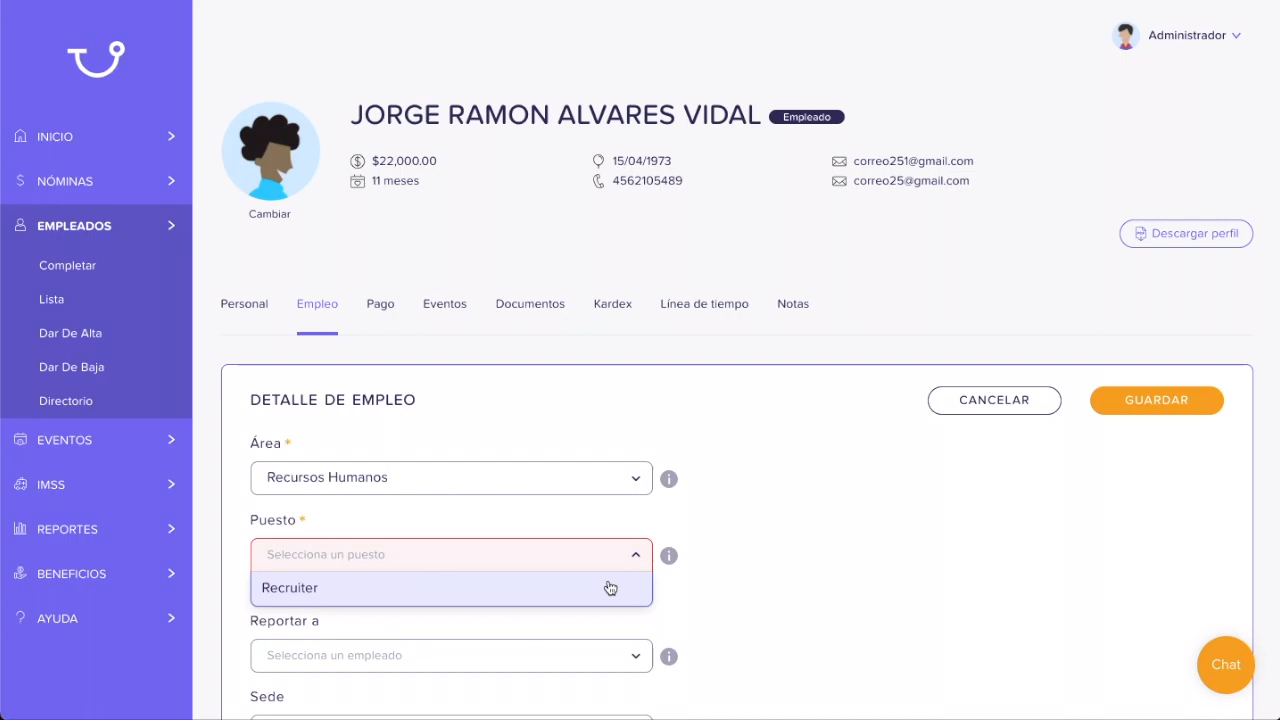 Administrador
JORGE RAMON ALVARES VIDAL Empleado
$22,000.00 15/04/1973 correo251@gmail.com
11 meses 4562105489 correo25@gmail.com
Cambiar
Descargar perfil
INICIO
NÓMINAS
EMPLEADOS
Completar
Lista
Dar De Alta
Dar De Baja
Directorio
EVENTOS
IMSS
REPORTES
BENEFICIOS
AYUDA
Personal Empleo Pago Eventos Documentos Kardex Línea de tiempo Notas
DETALLE DE EMPLEO CANCELAR GUARDAR
Área *
Recursos Humanos
Puesto *
Selecciona un puesto
Recruiter
Reportar a
Selecciona un empleado
Sede
Chat